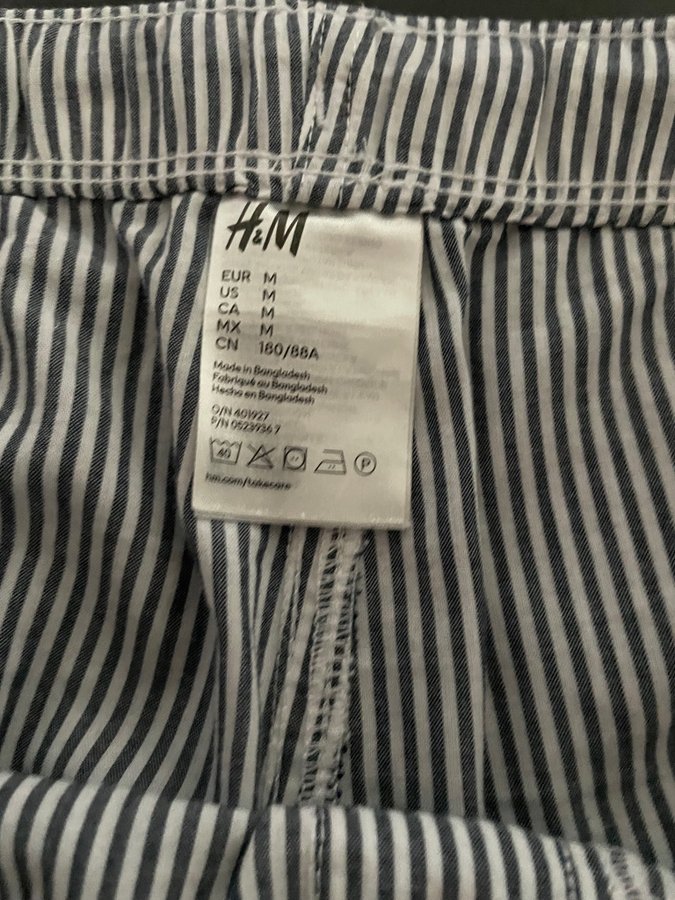 H&M
EUR M
US M
CA M
MX M
CN 180/88A
Made in Bangladesh
Fabriqué au Bangladesh
Hecho en Bangladesh
O/N 401927
P/N 0523936 7
40 P
hm.com/takecare